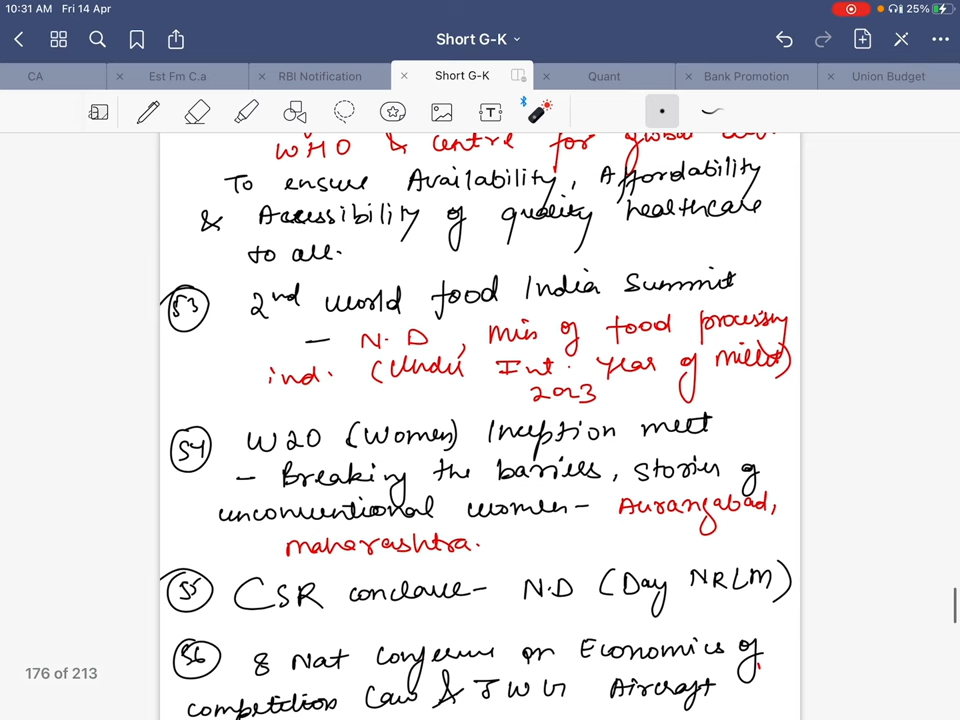 10:31 AM Fri 14 Apr
25%
Short G-K
CA
Est Fm C.a
RBI Notification
Short G-K
Quant
Bank Promotion
Union Budget
WHO & centre for global
To ensure Availability, Affordability
& Accessibility of quality healthcare
to all.
53 2nd world food India Summit
- N.D, Min of food processing
ind. (Under Int. Year of millet)
2023
54 W20 (Women) Inception meet
- Breaking the barriers, stories of
unconventional women - Aurangabad,
maharashtra.
55 CSR conclave - N.D (Day NRLM)
56 8 Nat Conference on Economics of
competition Law &
Aircraft
176 of 213